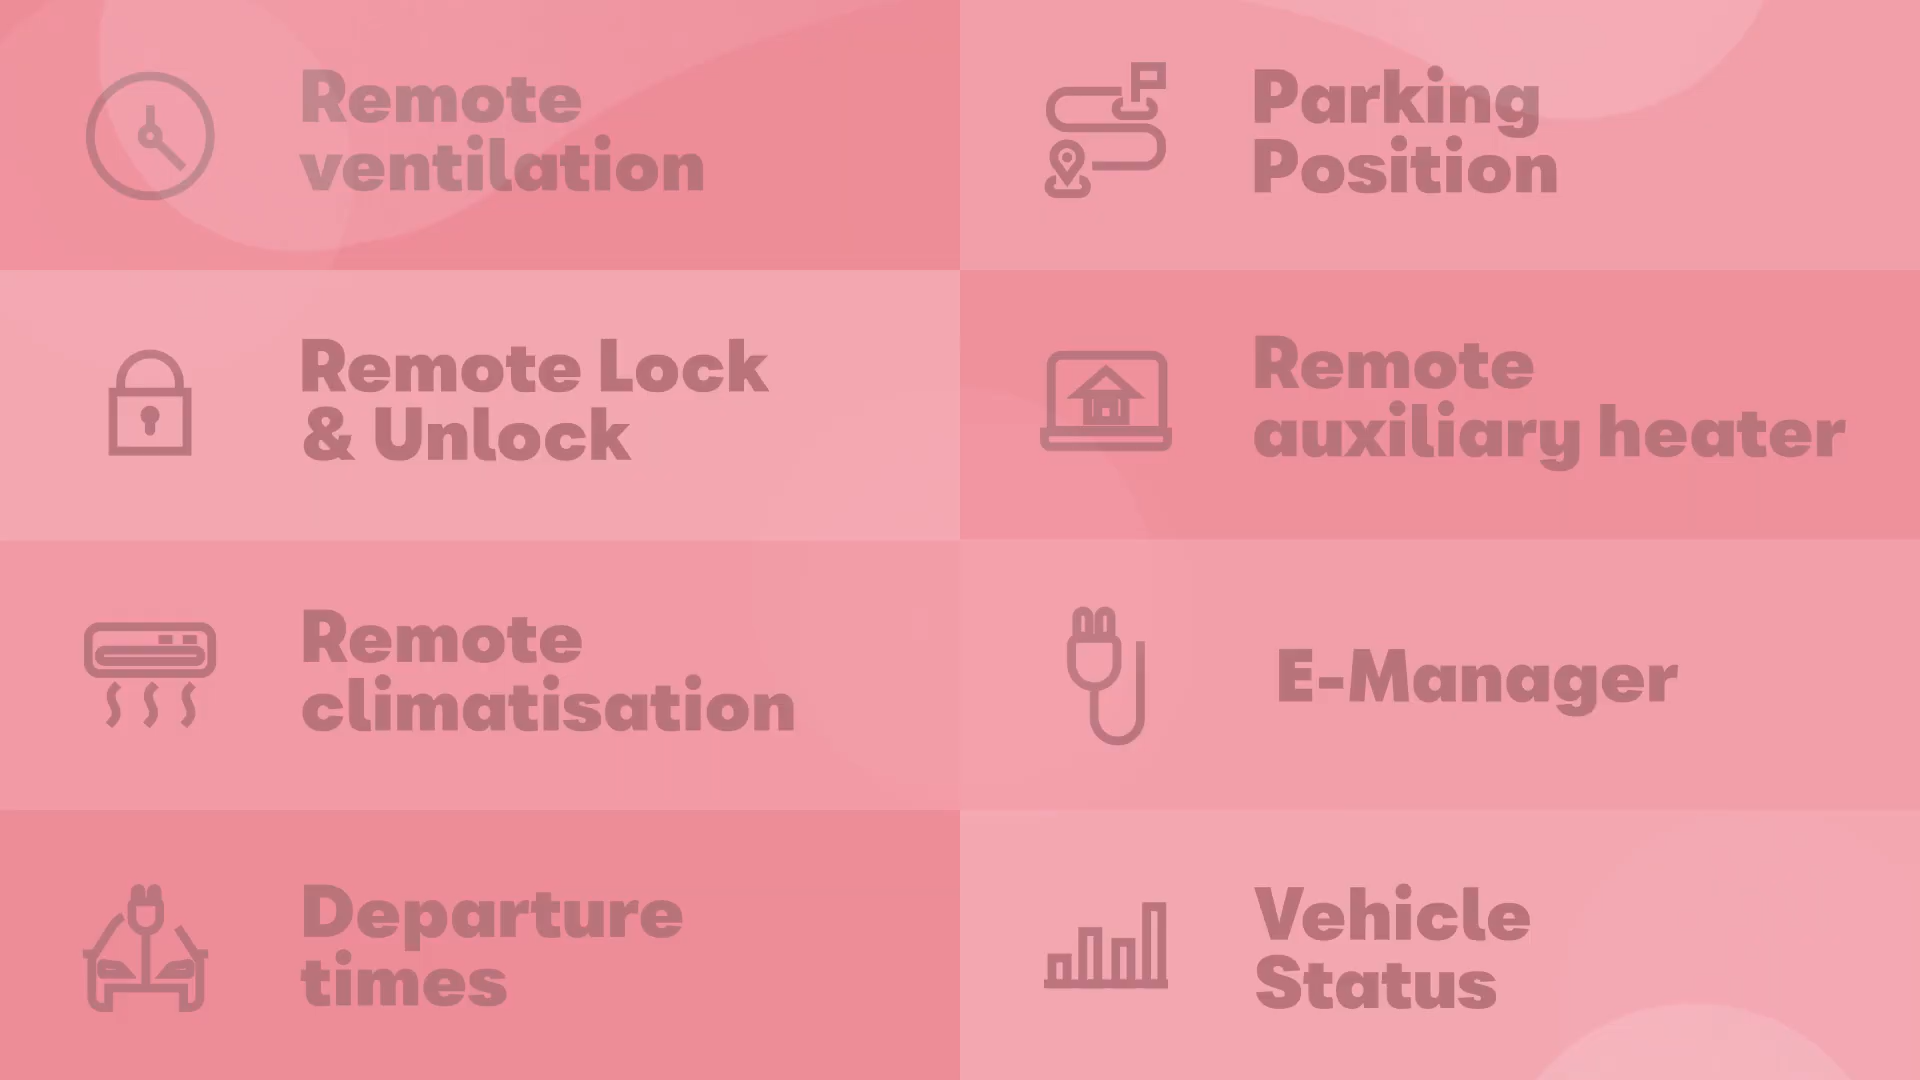 Remote
ventilation
Parking
Position
Remote Lock
& Unlock
Remote
auxiliary heater
Remote
climatisation
E-Manager
Departure
times
Vehicle
Status